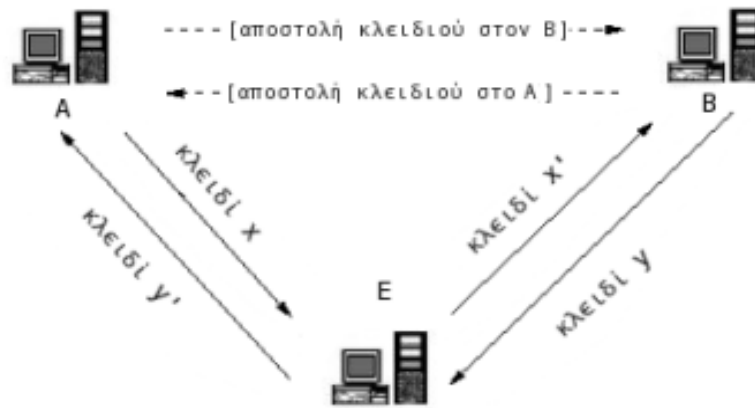 [αποστολή κλειδιού στον Β]
[αποστολή κλειδιού στο Α]
Α
Β
κλειδί x
κλειδί y'
κλειδί x'
κλειδί y
Ε